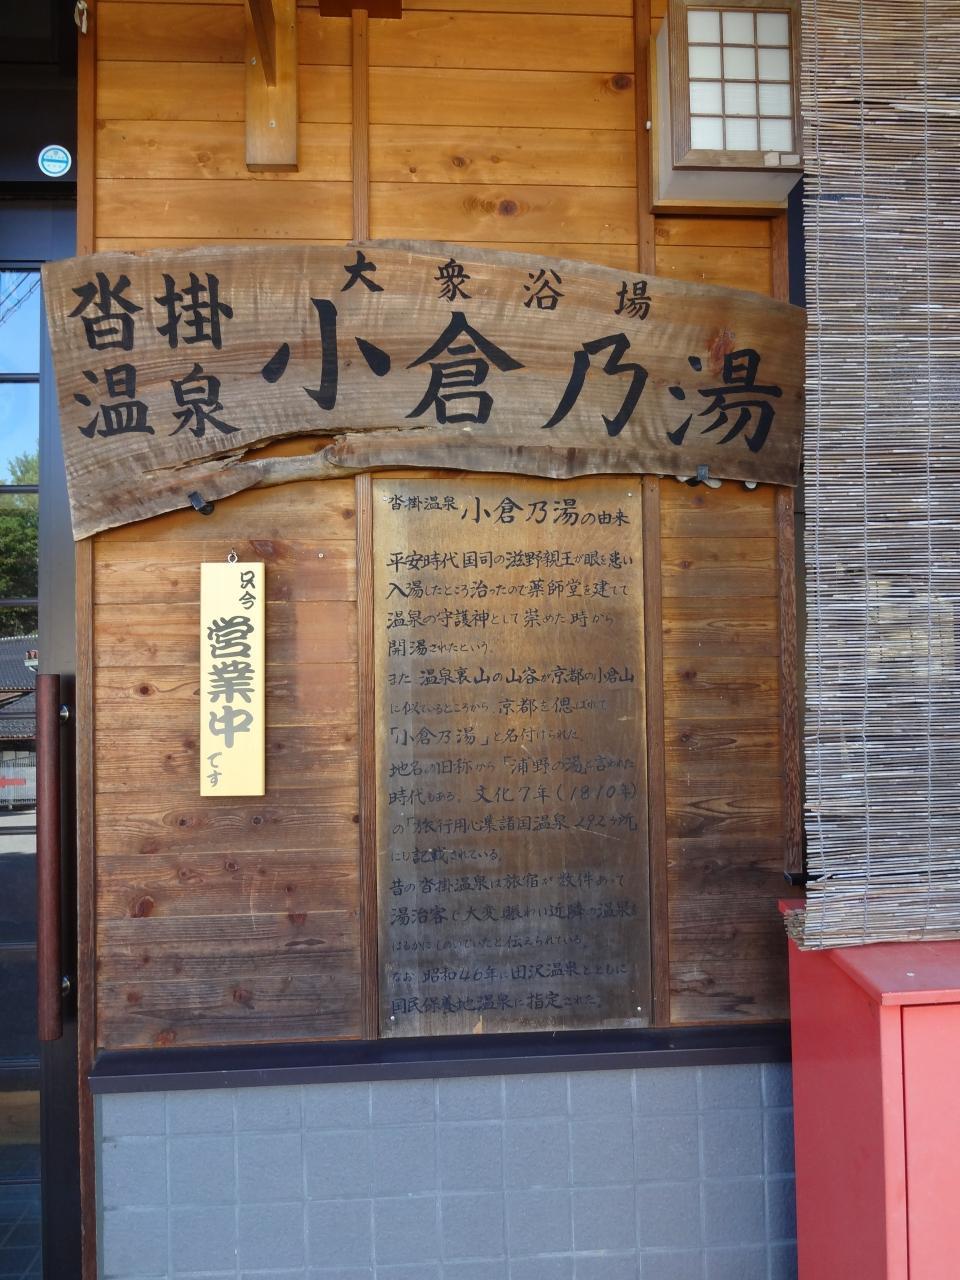 大衆浴場
沓掛
温泉
小倉乃湯
只今
営業中
です
沓掛温泉 小倉乃湯の由来
平安時代国司の滋野親王が眼を患い
入湯したところ治ったので薬師堂を建てて
温泉の守護神として崇めた時から
開湯されたという。
また 温泉裏山の山容が京都の小倉山
に似ているところから、京都を偲ばれて
「小倉乃湯」と名付けられた。
地名の旧称から「浦野の湯」と言われた
時代もある。 文化7年(1810年)
の「旅行用心集諸国温泉292ヶ所
にも記載されている。
昔の沓掛温泉は旅宿が数件あって
湯治客で大変賑わい近隣の温泉を
はるかにしのいでいたと伝えられている。
なお 昭和46年に田沢温泉とともに
国民保養地温泉に指定された。